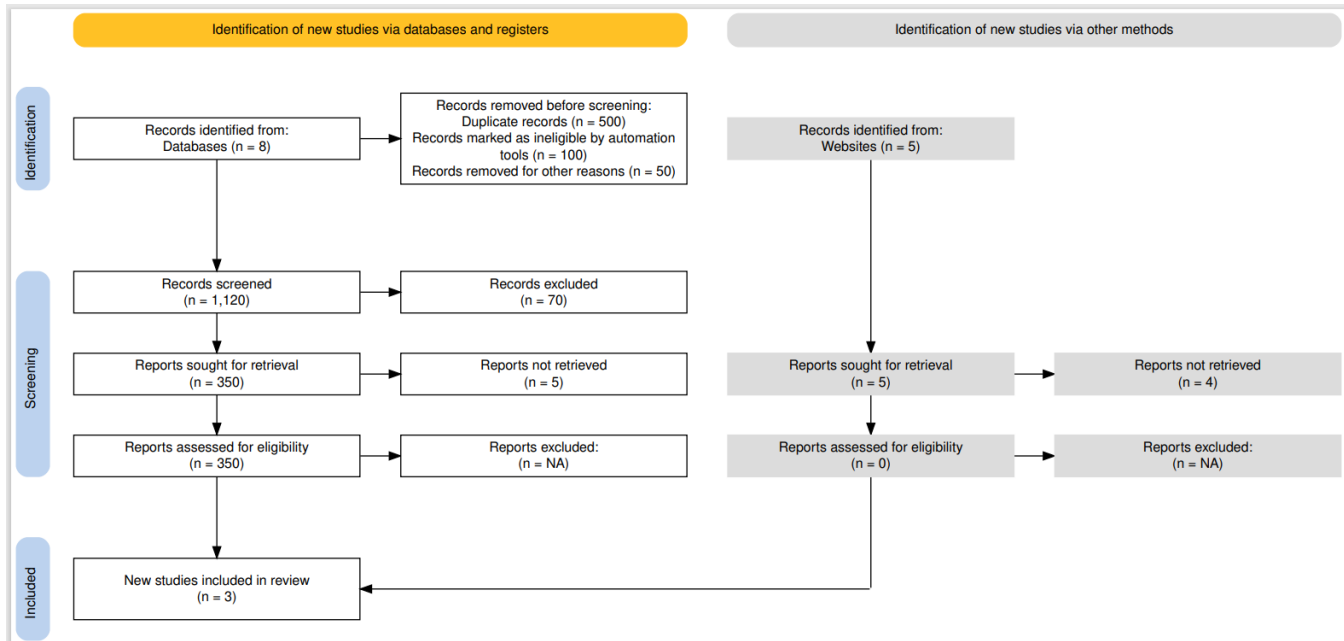 Identification of new studies via databases and registers
Identification of new studies via other methods
Identification
Records identified from:
Databases (n = 8)
Records removed before screening:
Duplicate records (n = 500)
Records marked as ineligible by automation
tools (n = 100)
Records removed for other reasons (n = 50)
Records identified from:
Websites (n = 5)
Screening
Records screened
(n = 1,120)
Records excluded
(n = 70)
Reports sought for retrieval
(n = 350)
Reports not retrieved
(n = 5)
Reports sought for retrieval
(n = 5)
Reports not retrieved
(n = 4)
Reports assessed for eligibility
(n = 350)
Reports excluded:
(n = NA)
Reports assessed for eligibility
(n = 0)
Reports excluded:
(n = NA)
Included
New studies included in review
(n = 3)